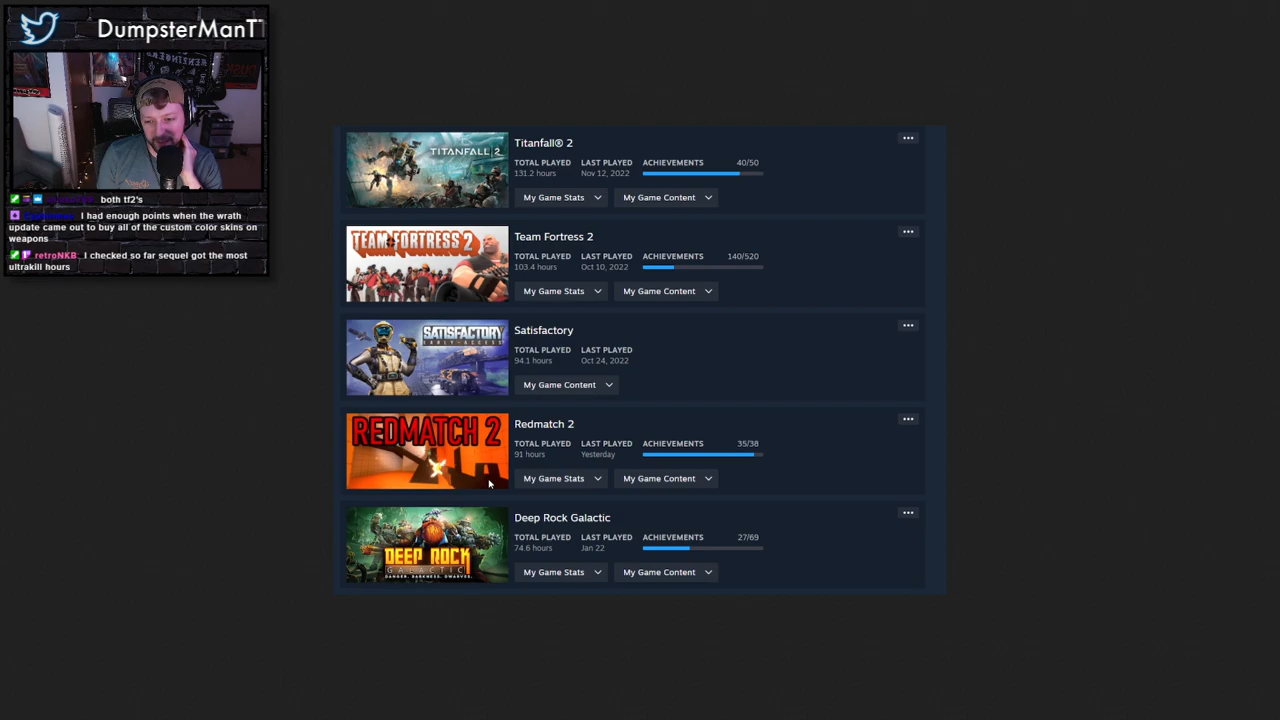 DumpsterManT
both tf2's
I had enough points when the wrath
update came out to buy all of the custom color skins on
weapons
retroNKB: I checked so far sequel got the most
ultrakill hours
TITANFALL 2
Titanfall® 2
TOTAL PLAYED LAST PLAYED ACHIEVEMENTS 40/50
131.2 hours Nov 12, 2022
My Game Stats My Game Content
TEAM FORTRESS 2
Team Fortress 2
TOTAL PLAYED LAST PLAYED ACHIEVEMENTS 140/520
103.4 hours Oct 10, 2022
My Game Stats My Game Content
SATISFACTORY
EARLY ACCESS
Satisfactory
TOTAL PLAYED LAST PLAYED
94.1 hours Oct 24, 2022
My Game Content
REDMATCH 2
Redmatch 2
TOTAL PLAYED LAST PLAYED ACHIEVEMENTS 35/38
91 hours Yesterday
My Game Stats My Game Content
DEEP ROCK
GALACTIC
DANGER. DARKNESS. DWARVES.
Deep Rock Galactic
TOTAL PLAYED LAST PLAYED ACHIEVEMENTS 27/69
74.6 hours Jan 22
My Game Stats My Game Content